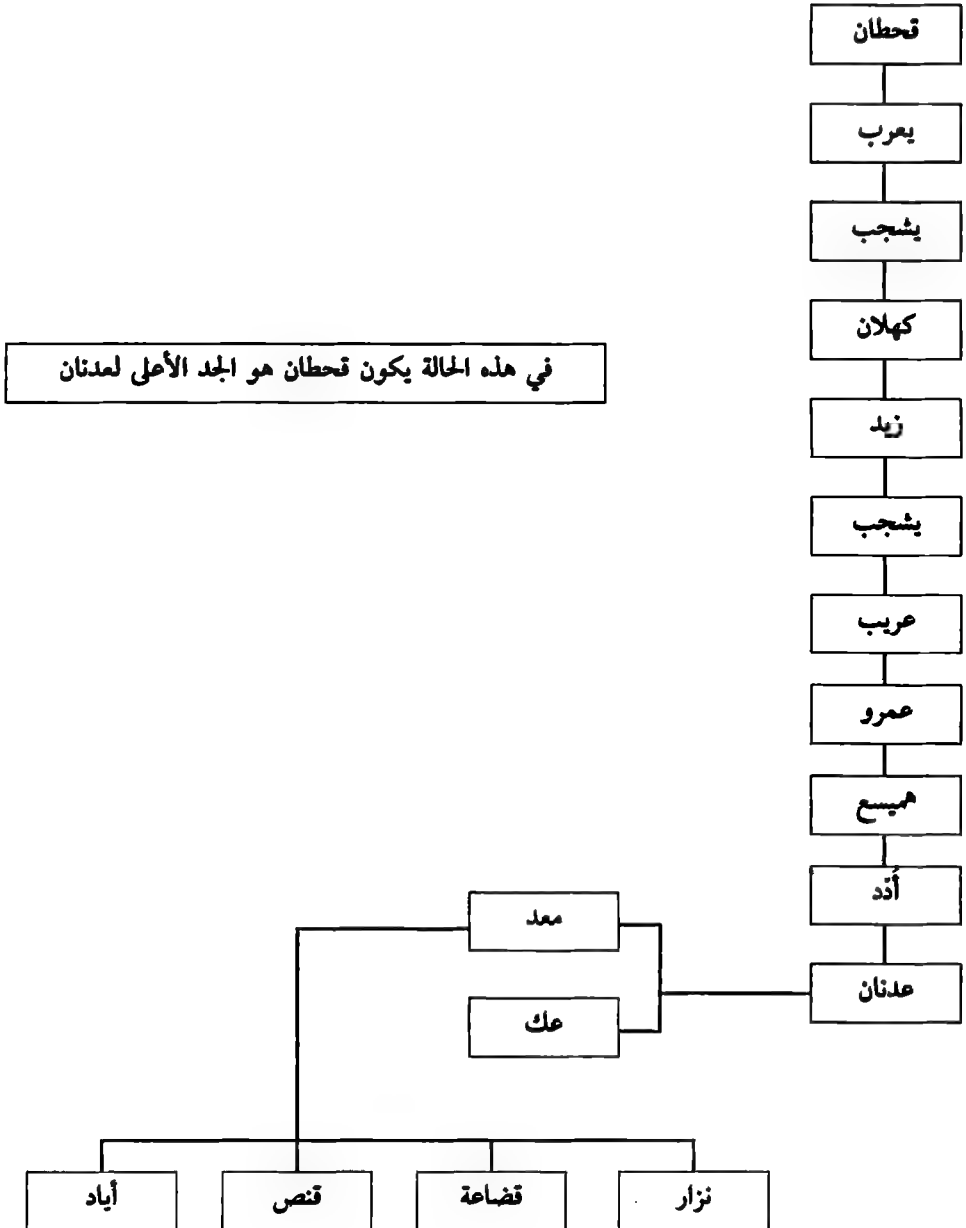 قحطان
يعرب
يشجب
كهلان
في هذه الحالة يكون قحطان هو الجد الأعلى لعدنان
زيد
يشجب
عريب
عمرو
هميسع
أُدّد
معد
عدنان
عك
نزار
قضاعة
قنص
أياد